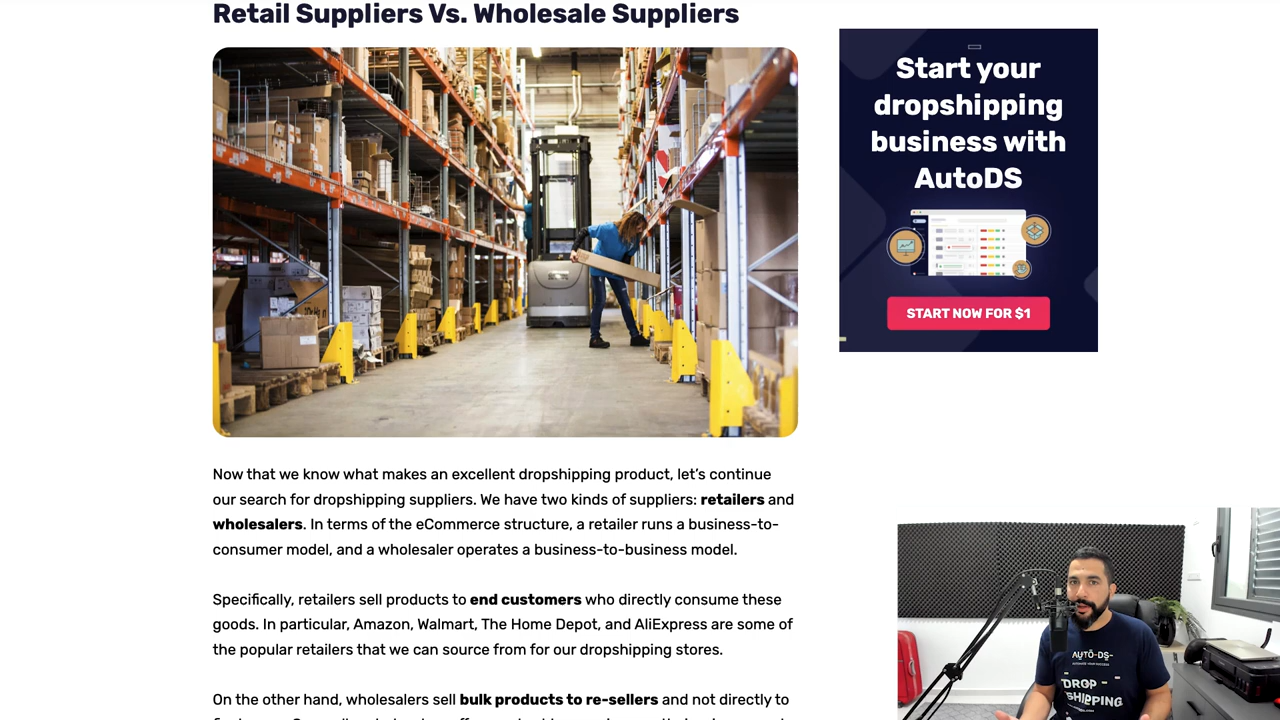 Retail Suppliers Vs. Wholesale Suppliers
Start your
dropshipping
business with
AutoDS
START NOW FOR $1
Now that we know what makes an excellent dropshipping product, let’s continue
our search for dropshipping suppliers. We have two kinds of suppliers: retailers and
wholesalers. In terms of the eCommerce structure, a retailer runs a business-to-
consumer model, and a wholesaler operates a business-to-business model.
Specifically, retailers sell products to end customers who directly consume these
goods. In particular, Amazon, Walmart, The Home Depot, and AliExpress are some of
the popular retailers that we can source from for our dropshipping stores.
On the other hand, wholesalers sell bulk products to re-sellers and not directly to
AUTO-DS
DROP
SHIPPING